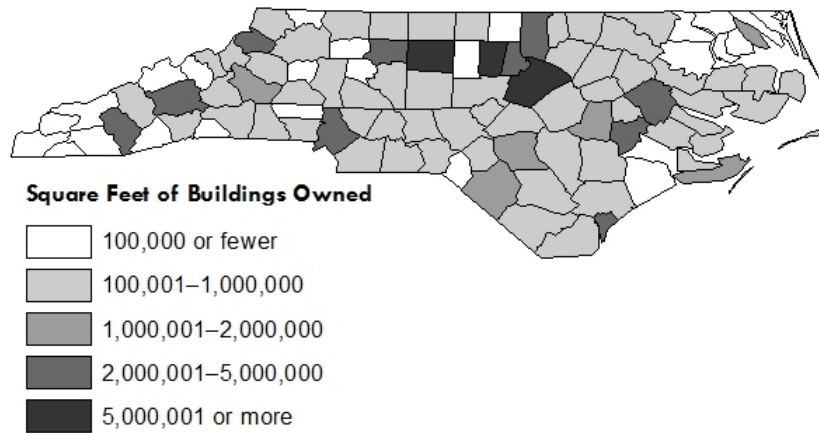 Square Feet of Buildings Owned
100,000 or fewer
100,001–1,000,000
1,000,001–2,000,000
2,000,001–5,000,000
5,000,001 or more